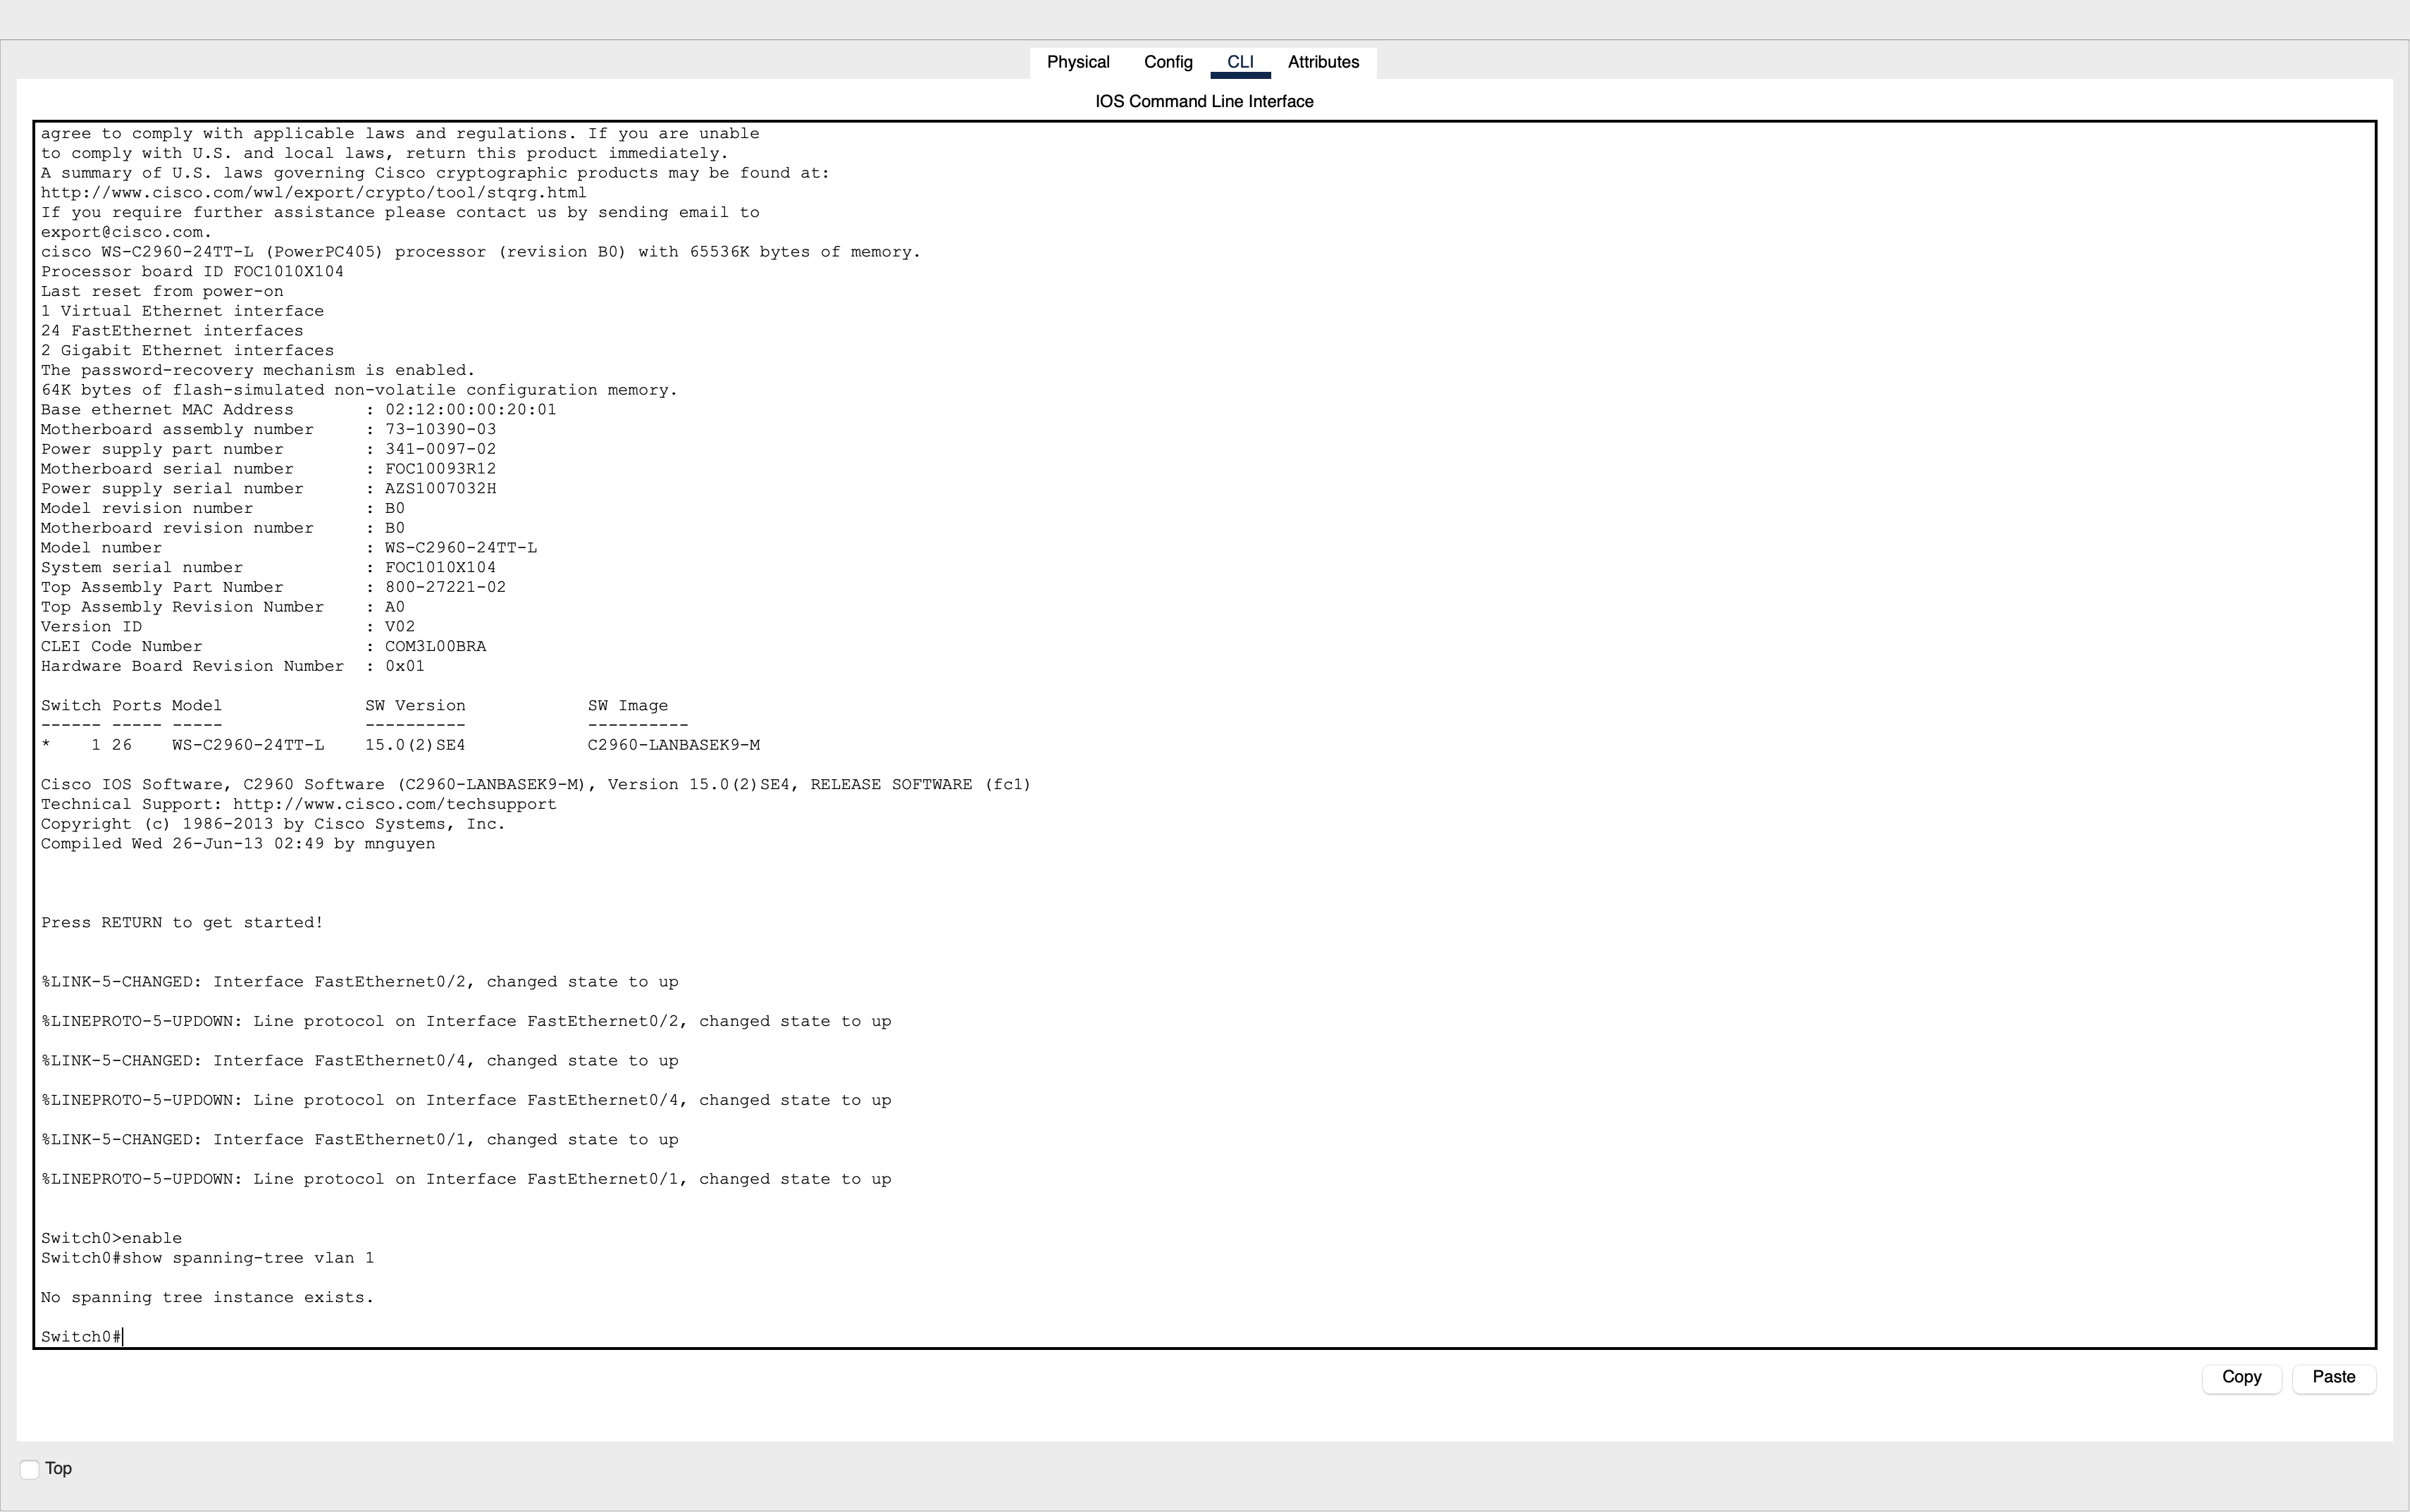 Physical Config CLI Attributes
IOS Command Line Interface
agree to comply with applicable laws and regulations. If you are unable
to comply with U.S. and local laws, return this product immediately.
A summary of U.S. laws governing Cisco cryptographic products may be found at:
http://www.cisco.com/wwl/export/crypto/tool/stqrg.html
If you require further assistance please contact us by sending email to
export@cisco.com.
cisco WS-C2960-24TT-L (PowerPC405) processor (revision B0) with 65536K bytes of memory.
Processor board ID FOC1010X104
Last reset from power-on
1 Virtual Ethernet interface
24 FastEthernet interfaces
2 Gigabit Ethernet interfaces
The password-recovery mechanism is enabled.
64K bytes of flash-simulated non-volatile configuration memory.
Base ethernet MAC Address       : 02:12:00:00:20:01
Motherboard assembly number     : 73-10390-03
Power supply part number        : 341-0097-02
Motherboard serial number       : FOC10093R12
Power supply serial number      : AZS1007032H
Model revision number           : B0
Motherboard revision number     : B0
Model number                    : WS-C2960-24TT-L
System serial number            : FOC1010X104
Top Assembly Part Number        : 800-27221-02
Top Assembly Revision Number    : A0
Version ID                      : V02
CLEI Code Number                : COM3L00BRA
Hardware Board Revision Number  : 0x01
Switch Ports Model              SW Version            SW Image
------ ----- -----              ----------            ----------
*    1 26    WS-C2960-24TT-L    15.0(2)SE4            C2960-LANBASEK9-M
Cisco IOS Software, C2960 Software (C2960-LANBASEK9-M), Version 15.0(2)SE4, RELEASE SOFTWARE (fc1)
Technical Support: http://www.cisco.com/techsupport
Copyright (c) 1986-2013 by Cisco Systems, Inc.
Compiled Wed 26-Jun-13 02:49 by mnguyen
Press RETURN to get started!
%LINK-5-CHANGED: Interface FastEthernet0/2, changed state to up
%LINEPROTO-5-UPDOWN: Line protocol on Interface FastEthernet0/2, changed state to up
%LINK-5-CHANGED: Interface FastEthernet0/4, changed state to up
%LINEPROTO-5-UPDOWN: Line protocol on Interface FastEthernet0/4, changed state to up
%LINK-5-CHANGED: Interface FastEthernet0/1, changed state to up
%LINEPROTO-5-UPDOWN: Line protocol on Interface FastEthernet0/1, changed state to up
Switch0>enable
Switch0#show spanning-tree vlan 1
No spanning tree instance exists.
Switch0#
Copy Paste
Top